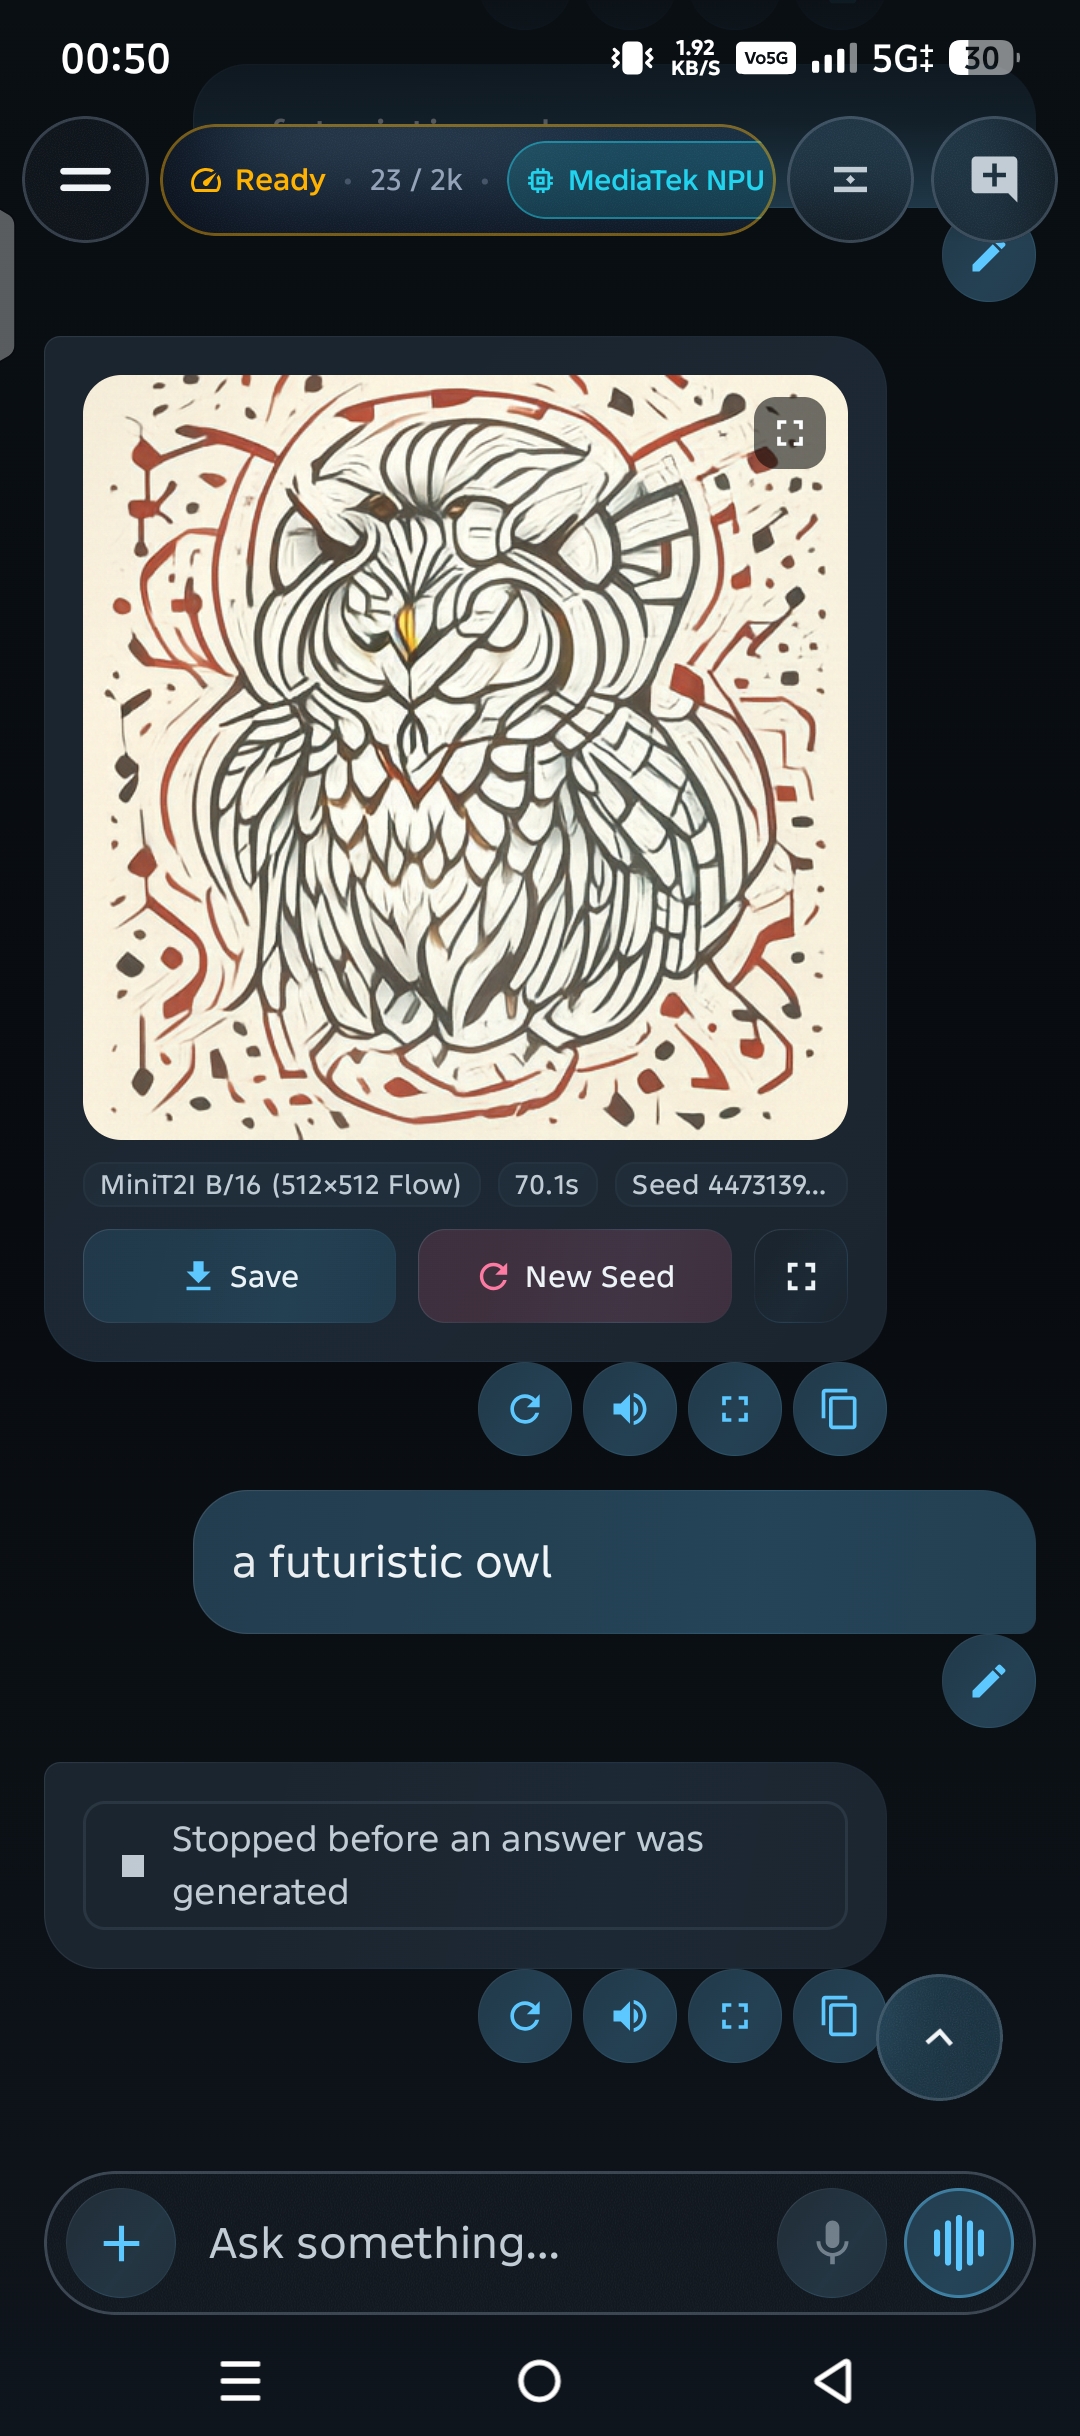 00:50
1.92
KB/S
Vo5G
5G‡
30
Ready · 23 / 2k · MediaTek NPU
MiniT2I B/16 (512×512 Flow)
70.1s
Seed 4473139...
Save
New Seed
a futuristic owl
Stopped before an answer was
generated
Ask something...